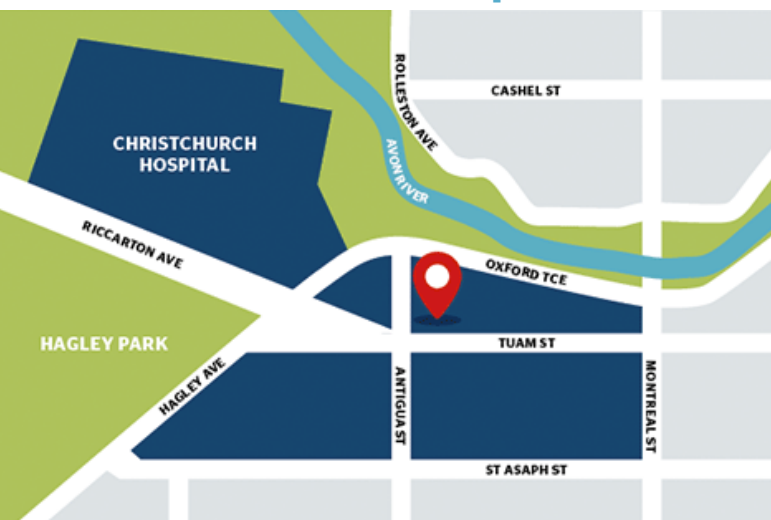 ROLLESTON AVE
CASHEL ST
CHRISTCHURCH
HOSPITAL
AVON RIVER
RICCARTON AVE
OXFORD TCE
HAGLEY PARK
TUAM ST
HAGLEY AVE
ANTIGUA ST
MONTREAL ST
ST ASAPH ST